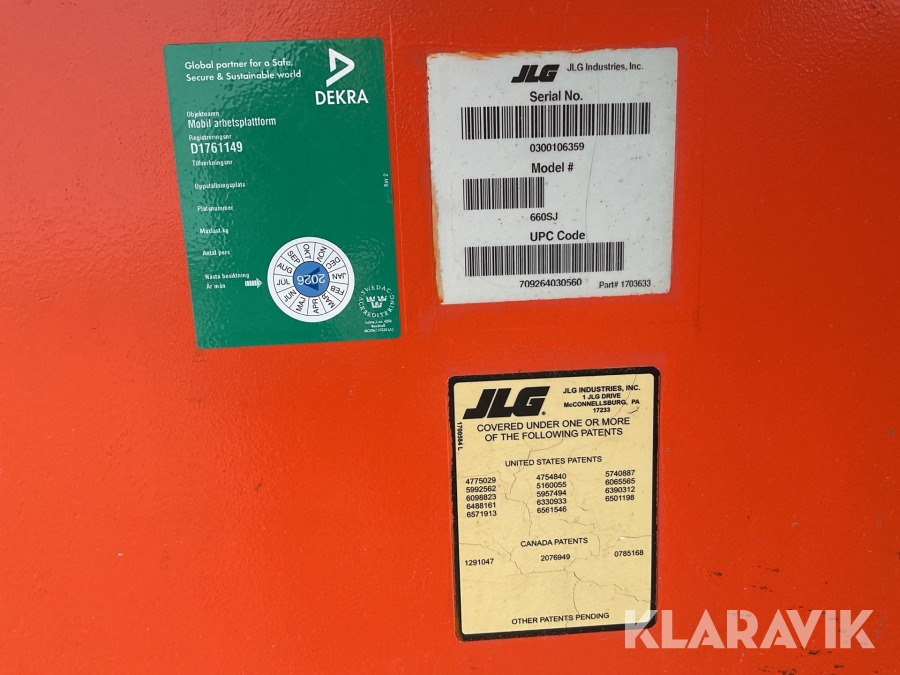 Global partner for a Safe,
Secure & Sustainable world
DEKRA
Objektnamn
Mobil arbetsplattform
Registreringsnr
D1761149
Tillverkningsnr
Uppställningsplats
Platsnummer
Maxlast kg
Antal pers
Nästa besiktning
År mån
Rev 2
2026
JAN
FEB
MAR
APR
MAJ
JUN
JUL
AUG
SEP
OKT
NOV
DEC
SWEDAC
ACKREDITERING
JLG JLG Industries, Inc.
Serial No.
0300106359
Model #
660SJ
UPC Code
709264030560 Part# 1703633
JLG
JLG INDUSTRIES, INC.
1 JLG DRIVE
McCONNELLSBURG, PA
17233
1700584 L
COVERED UNDER ONE OR MORE
OF THE FOLLOWING PATENTS
UNITED STATES PATENTS
4775029 4754840 5740887
5992562 5160055 6065565
6098823 5957494 6390312
6488161 6330933 6501198
6571913 6561546
CANADA PATENTS
1291047 2076949 0785168
OTHER PATENTS PENDING
KLARAVIK